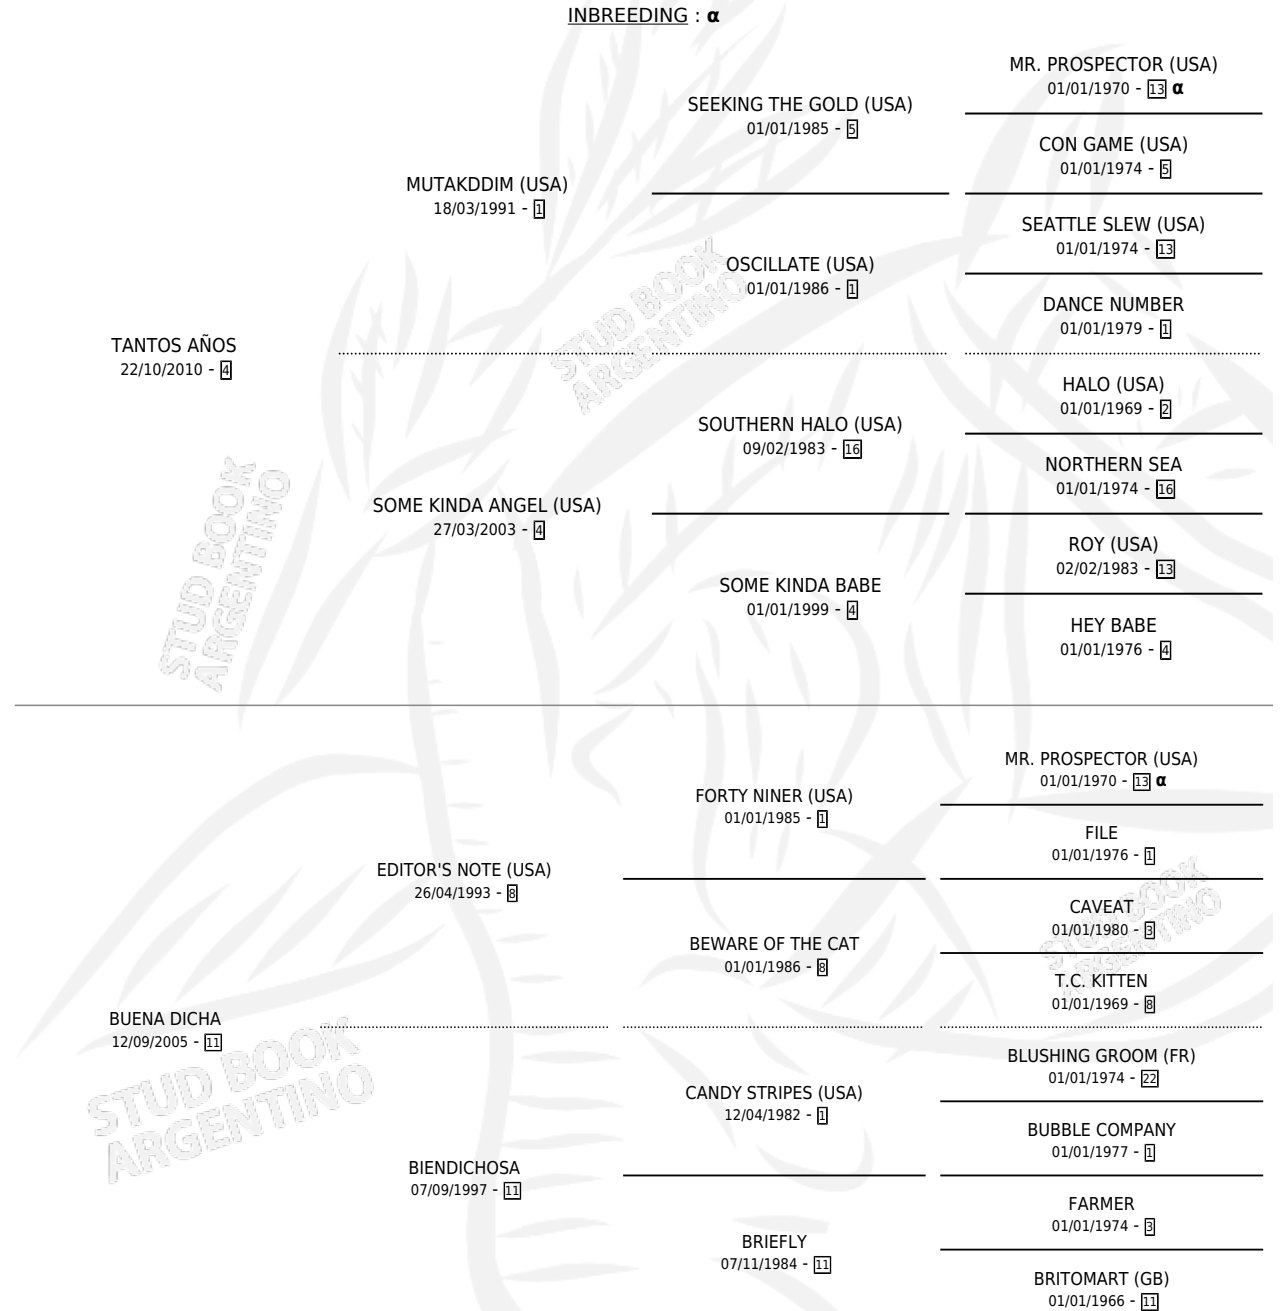 INBREEDING : α
MR. PROSPECTOR (USA)
01/01/1970 - 13 α
SEEKING THE GOLD (USA)
01/01/1985 - 5
CON GAME (USA)
01/01/1974 - 5
MUTAKDDIM (USA)
18/03/1991 - 1
SEATTLE SLEW (USA)
01/01/1974 - 13
OSCILLATE (USA)
01/01/1986 - 1
DANCE NUMBER
01/01/1979 - 1
TANTOS AÑOS
22/10/2010 - 4
HALO (USA)
01/01/1969 - 2
SOUTHERN HALO (USA)
09/02/1983 - 16
NORTHERN SEA
01/01/1974 - 16
SOME KINDA ANGEL (USA)
27/03/2003 - 4
ROY (USA)
02/02/1983 - 13
SOME KINDA BABE
01/01/1999 - 4
HEY BABE
01/01/1976 - 4
MR. PROSPECTOR (USA)
01/01/1970 - 13 α
FORTY NINER (USA)
01/01/1985 - 1
FILE
01/01/1976 - 1
EDITOR'S NOTE (USA)
26/04/1993 - 8
CAVEAT
01/01/1980 - 3
BEWARE OF THE CAT
01/01/1986 - 8
T.C. KITTEN
01/01/1969 - 8
BUENA DICHA
12/09/2005 - 11
BLUSHING GROOM (FR)
01/01/1974 - 22
CANDY STRIPES (USA)
12/04/1982 - 1
BUBBLE COMPANY
01/01/1977 - 1
BIENDICHOSA
07/09/1997 - 11
FARMER
01/01/1974 - 3
BRIEFLY
07/11/1984 - 11
BRITOMART (GB)
01/01/1966 - 11
STUD BOOK
ARGENTINO
STUD BOOK
ARGENTINO
STUD BOOK
ARGENTINO
STUD BOOK
ARGENTINO